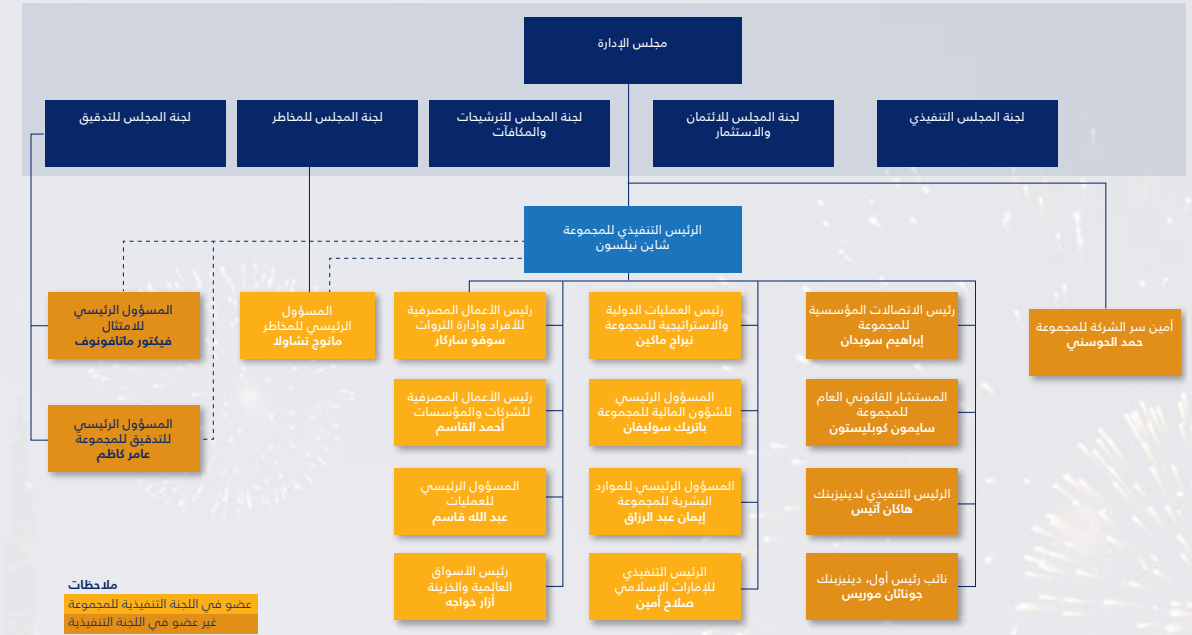 مجلس الإدارة
لجنة المجلس التنفيذي
لجنة المجلس للائتمان
والاستثمار
لجنة المجلس للترشيحات
والمكافآت
لجنة المجلس للمخاطر
لجنة المجلس للتدقيق
الرئيس التنفيذي للمجموعة
شاين نيلسون
أمين سر الشركة للمجموعة
حمد الحوسني
رئيس الاتصالات المؤسسية
للمجموعة
إبراهيم سويدان
رئيس العمليات الدولية
والاستراتيجية للمجموعة
نيراج ماكين
رئيس الأعمال المصرفية
للأفراد وإدارة الثروات
سوفو ساركار
المسؤول
الرئيسي للمخاطر
مانوج تشاولا
المسؤول الرئيسي
للامتثال
فيكتور ماتافونوف
المستشار القانوني العام
للمجموعة
سايمون كوبليستون
المسؤول الرئيسي
للشؤون المالية للمجموعة
باتريك سوليفان
رئيس الأعمال المصرفية
للشركات والمؤسسات
أحمد القاسم
المسؤول الرئيسي
للتدقيق للمجموعة
عامر كاظم
الرئيس التنفيذي لدينيزبنك
هاكان آتيس
المسؤول الرئيسي للموارد
البشرية للمجموعة
إيمان عبد الرزاق
المسؤول الرئيسي
للعمليات
عبد الله قاسم
نائب رئيس أول، دينيزبنك
جوناثان موريس
الرئيس التنفيذي
للإمارات الإسلامي
صلاح أمين
رئيس الأسواق
العالمية والخزينة
أزار خواجه
ملاحظات
عضو في اللجنة التنفيذية للمجموعة
غير عضو في اللجنة التنفيذية